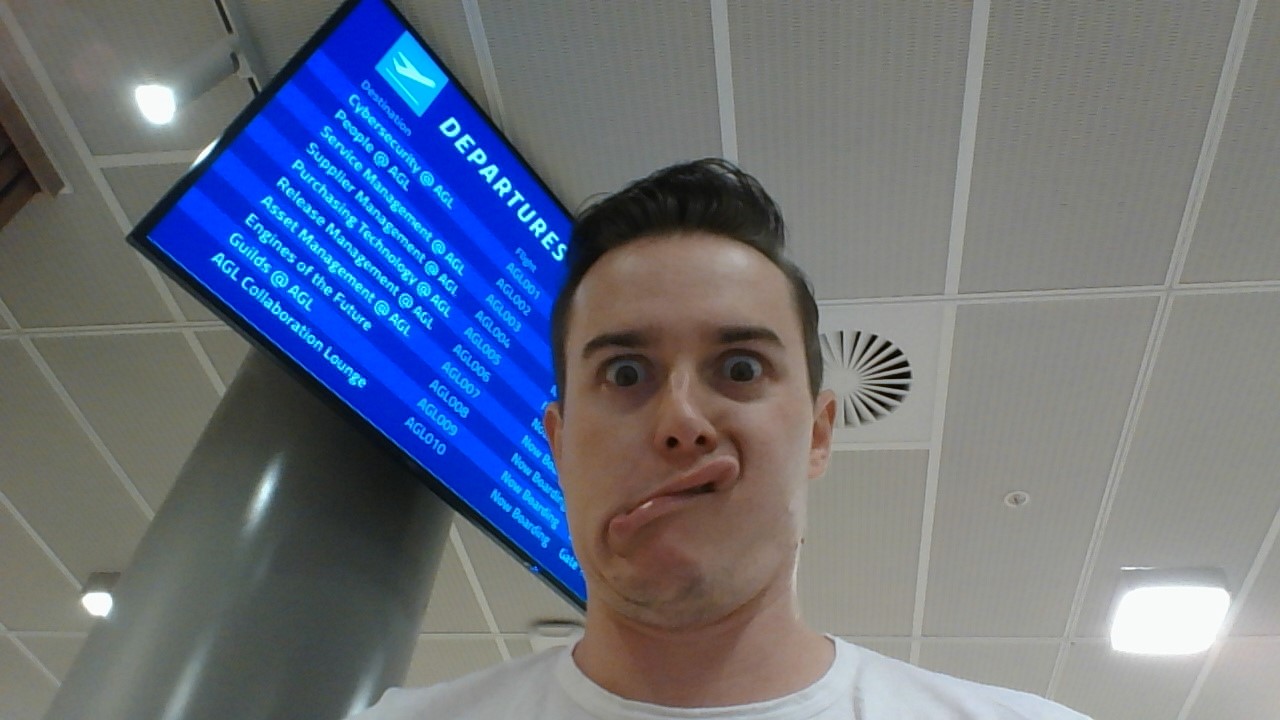 DEPARTURES
Destination Flight
Cybersecurity @ AGL AGL001
People @ AGL AGL002
Service Management @ AGL AGL003
Supplier Management @ AGL AGL004
Purchasing Technology @ AGL AGL005
Release Management @ AGL AGL006
Asset Management @ AGL AGL007
Engines of the Future AGL008 Now Boarding
Guilds @ AGL AGL009 Now Boarding
AGL Collaboration Lounge AGL010 Now Boarding Gate